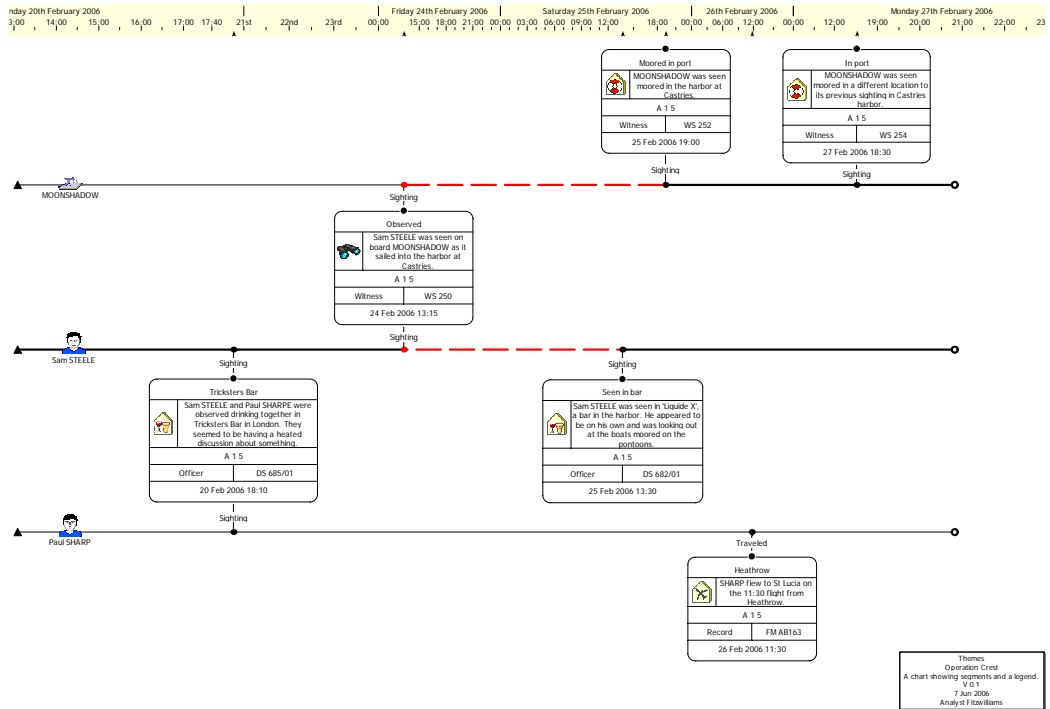 nday 20th February 2006
Friday 24th February 2006
Saturday 25th February 2006
26th February 2006
Monday 27th February 2006
3:00 14:00 15:00 16:00 17:00 17:40 21st 22nd 23rd 00:00 15:00 18:00 21:00 00:00 03:00 06:00 09:00 12:00 18:00 00:00 06:00 12:00 00:00 12:00 19:00 20:00 21:00 22:00 23
Moored in port
MOONSHADOW was seen
moored in the harbor at
Castries.
A 1 5
Witness WS 252
25 Feb 2006 19:00
Sighting
In port
MOONSHADOW was seen
moored in a different location to
its previous sighting in Castries
harbor.
A 1 5
Witness WS 254
27 Feb 2006 18:30
Sighting
MOONSHADOW
Sighting
Observed
Sam STEELE was seen on
board MOONSHADOW as it
sailed into the harbor at
Castries.
A 1 5
Witness WS 250
24 Feb 2006 13:15
Sighting
Sam STEELE
Sighting
Tricksters Bar
Sam STEELE and Paul SHARPE were
observed drinking together in
Tricksters Bar in London. They
seemed to be having a heated
discussion about something.
A 1 5
Officer DS 685/01
20 Feb 2006 18:10
Sighting
Sighting
Seen in bar
Sam STEELE was seen in 'Liquide X',
a bar in the harbor. He appeared to
be on his own and was looking out
at the boats moored on the
pontoons.
A 1 5
Officer DS 682/01
25 Feb 2006 13:30
Paul SHARP
Traveled
Heathrow
SHARP flew to St Lucia on
the 11:30 flight from
Heathrow.
A 1 5
Record FM AB163
26 Feb 2006 11:30
Themes
Operation Crest
A chart showing segments and a legend.
V 0.1
7 Jun 2006
Analyst Fitzwilliams